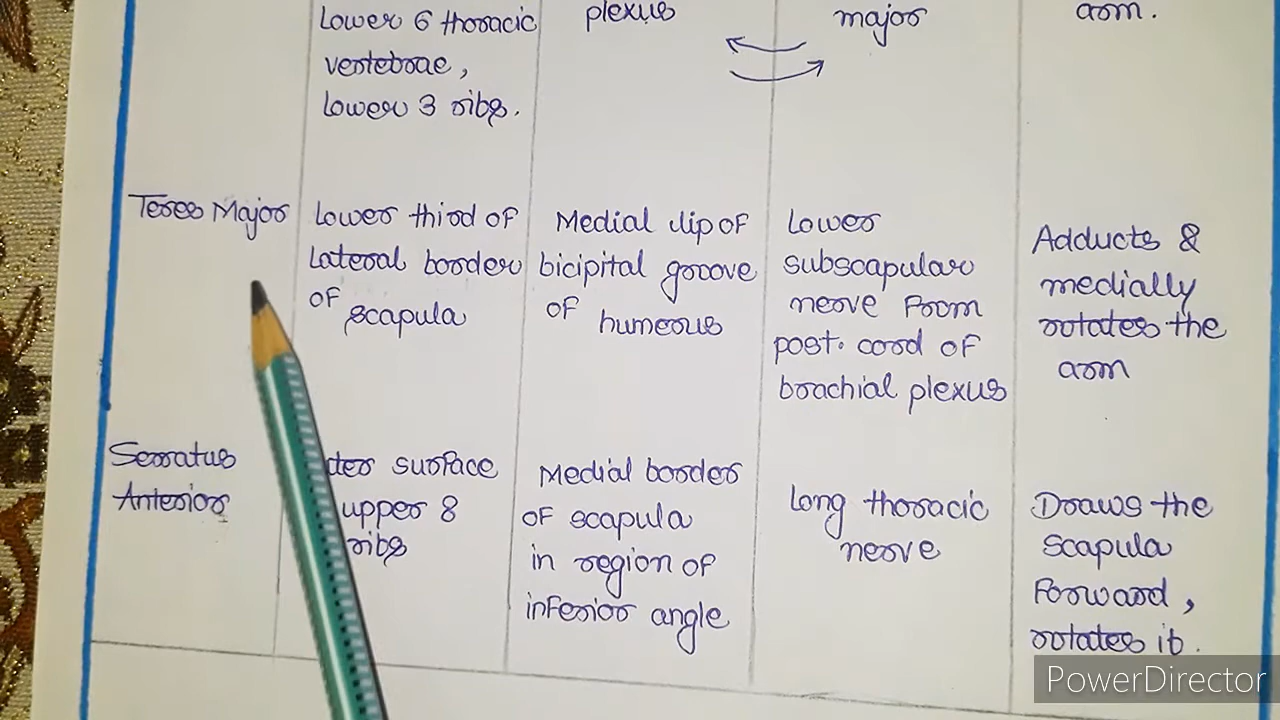 Lower 6 thoracic
vertebrae,
Lower 3 ribs.
plexus
major
arm.
Teres Major
Lower third of
Lateral border
of scapula
Medial lip of
bicipital groove
of humerus
Lower
subscapular
nerve from
post. cord of
brachial plexus
Adducts &
medially
rotates the
arm
Serratus
Anterior
surface
upper 8
ribs
Medial border
of scapula
in region of
inferior angle
Long thoracic
nerve
Draws the
scapula
Forward,
rotates it.
PowerDirector